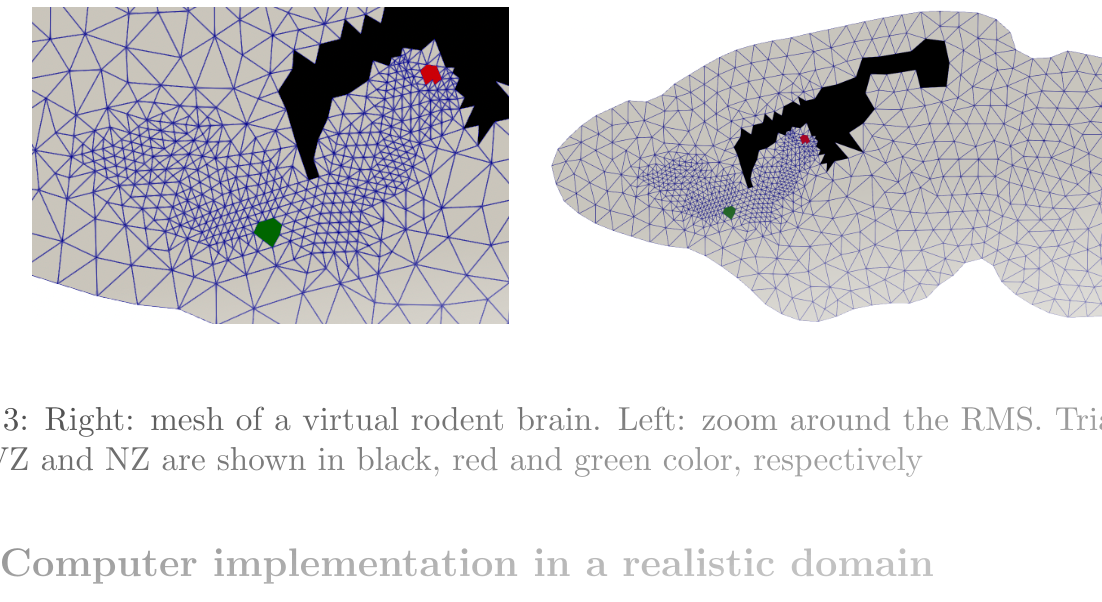 3: Right: mesh of a virtual rodent brain. Left: zoom around the RMS. Tria
VZ and NZ are shown in black, red and green color, respectively
Computer implementation in a realistic domain